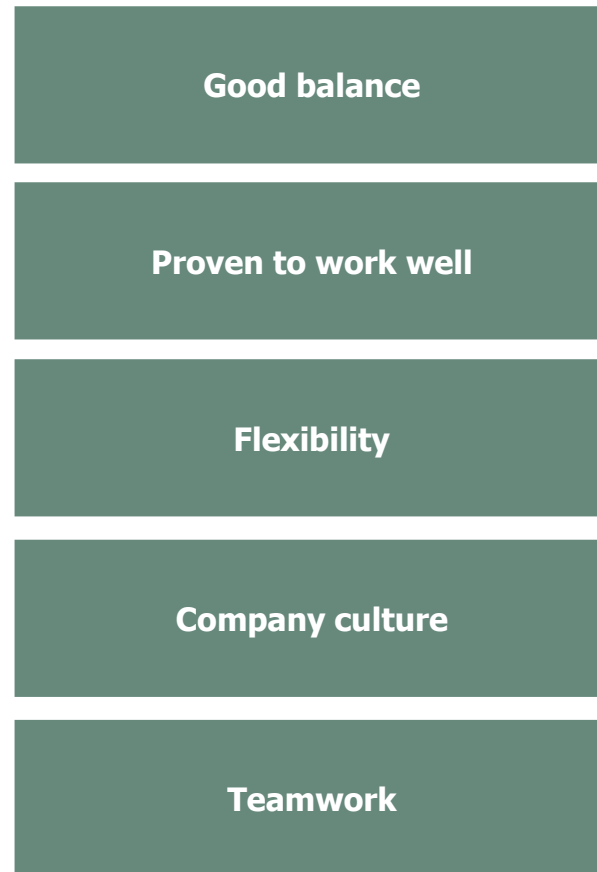 Good balance
Proven to work well
Flexibility
Company culture
Teamwork